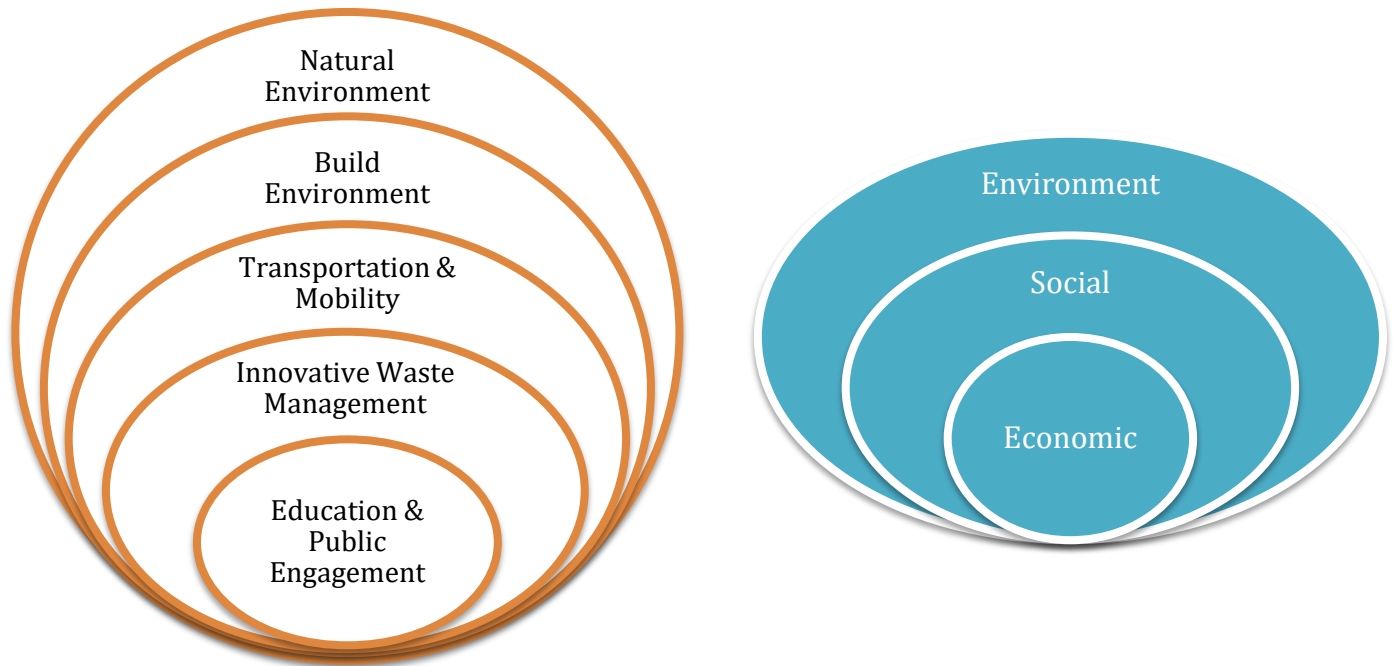 Natural
Environment
Build
Environment
Transportation &
Mobility
Innovative Waste
Management
Education &
Public
Engagement
Environment
Social
Economic